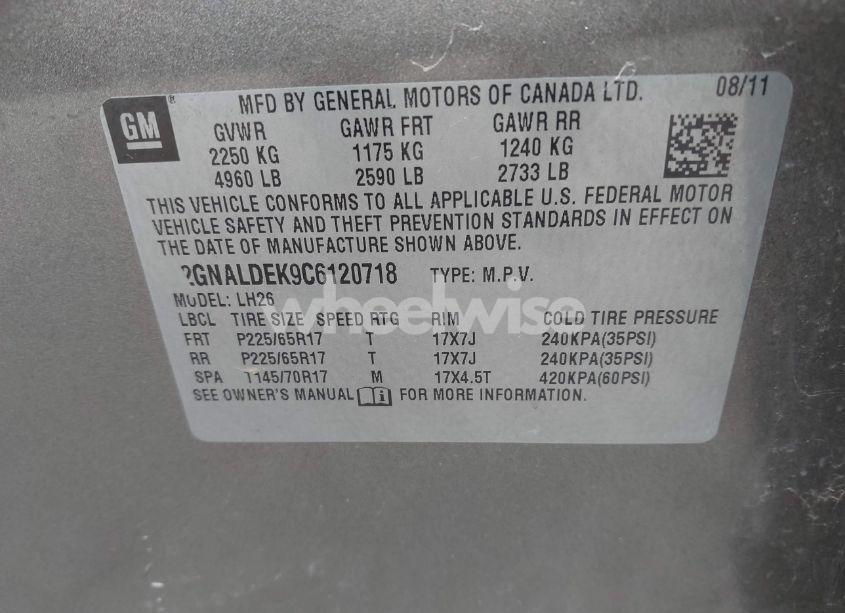 GM
MFD BY GENERAL MOTORS OF CANADA LTD. 08/11
GVWR GAWR FRT GAWR RR
2250 KG 1175 KG 1240 KG
4960 LB 2590 LB 2733 LB
THIS VEHICLE CONFORMS TO ALL APPLICABLE U.S. FEDERAL MOTOR
VEHICLE SAFETY AND THEFT PREVENTION STANDARDS IN EFFECT ON
THE DATE OF MANUFACTURE SHOWN ABOVE.
2GNALDEK9C6120718 TYPE: M.P.V.
MODEL: LH26
wheelwise
LBCL TIRE SIZE SPEED RTG RIM COLD TIRE PRESSURE
FRT P225/65R17 T 17X7J 240KPA(35PSI)
RR P225/65R17 T 17X7J 240KPA(35PSI)
SPA T145/70R17 M 17X4.5T 420KPA(60PSI)
SEE OWNER'S MANUAL FOR MORE INFORMATION.